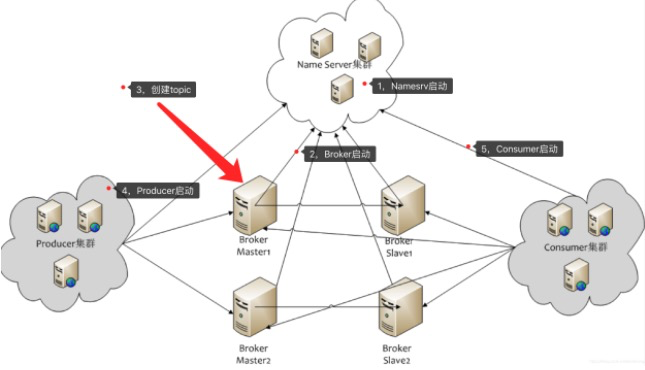 Name Server集群
3，创建topic
1，Namesrv启动
2，Broker启动
5，Consumer启动
4，Producer启动
Producer集群
Broker
Master1
Broker
Slave1
Consumer集群
Broker
Master2
Broker
Slave2